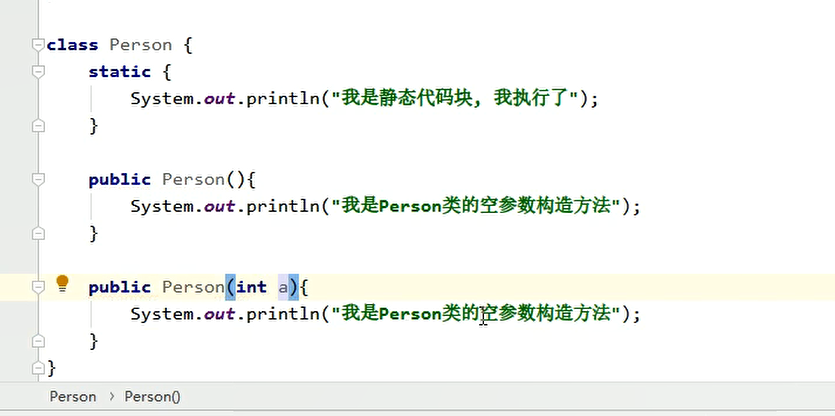 class Person {
static {
System.out.println("我是静态代码块, 我执行了");
}
public Person(){
System.out.println("我是Person类的空参数构造方法");
}
public Person(int a){
System.out.println("我是Person类的空参数构造方法");
}
}
Person > Person()